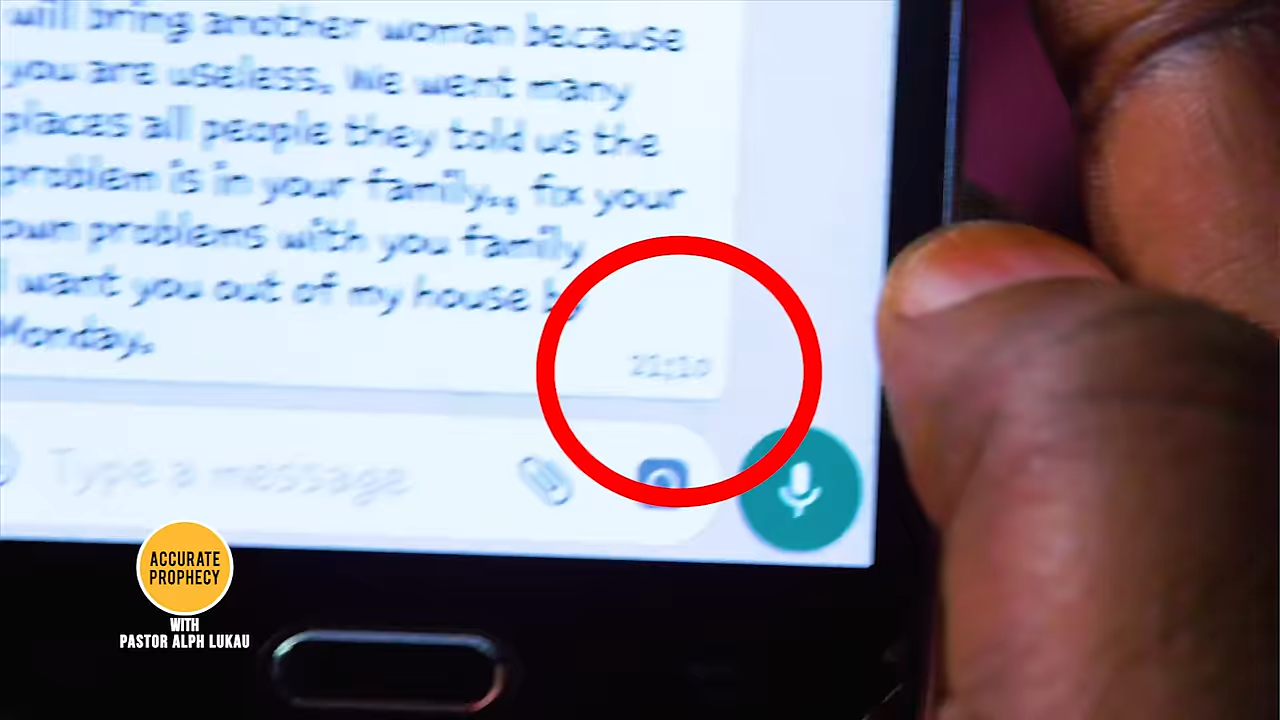 will bring another woman because
you are useless. We went many
places all people they told us the
problem is in your family.., fix your
own problems with you family
I want you out of my house by
Monday.
Type a message
ACCURATE
PROPHECY
WITH
PASTOR ALPH LUKAU